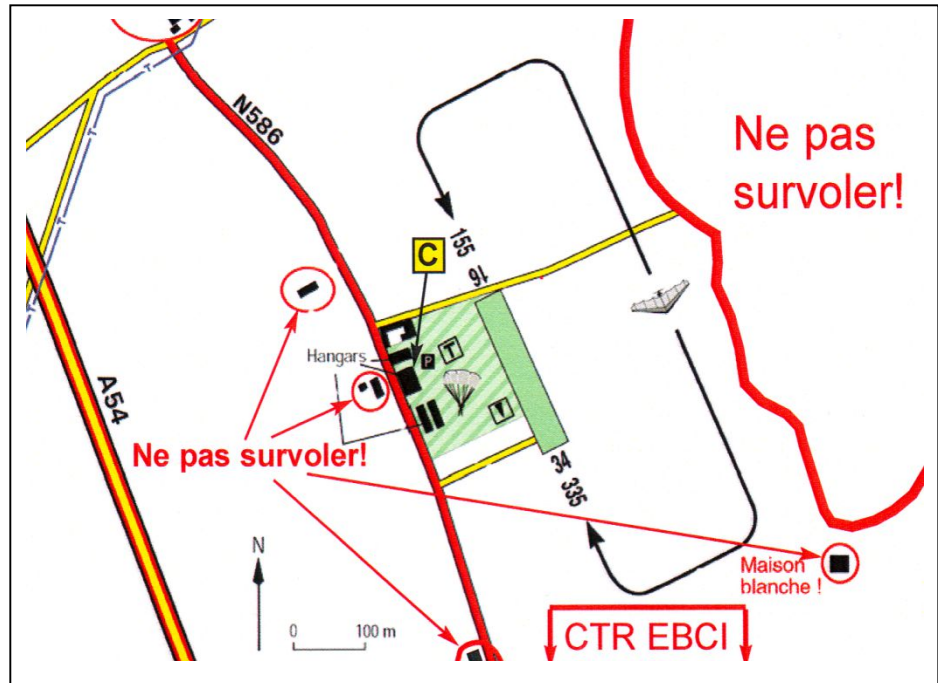 N586
Ne pas
survoler!
155
16
C
Hangars
P
T
A54
Ne pas survoler!
34
335
N
0 100 m
Maison
blanche !
CTR EBCI
T
T
T